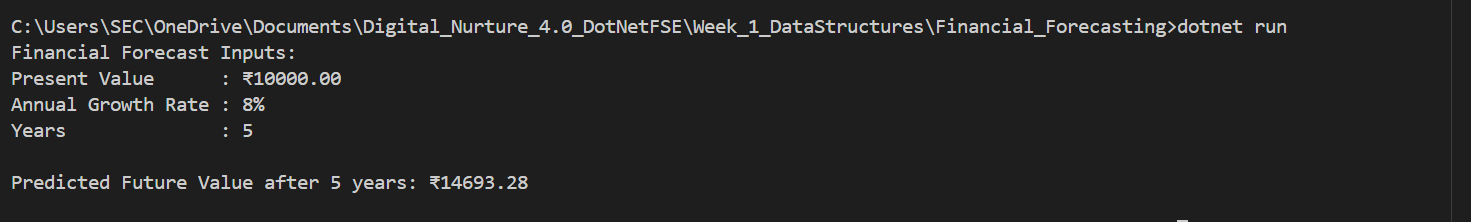 C:\Users\SEC\OneDrive\Documents\Digital_Nurture_4.0_DotNetFSE\Week_1_DataStructures\Financial_Forecasting>dotnet run
Financial Forecast Inputs:
Present Value      : ₹10000.00
Annual Growth Rate : 8%
Years              : 5

Predicted Future Value after 5 years: ₹14693.28